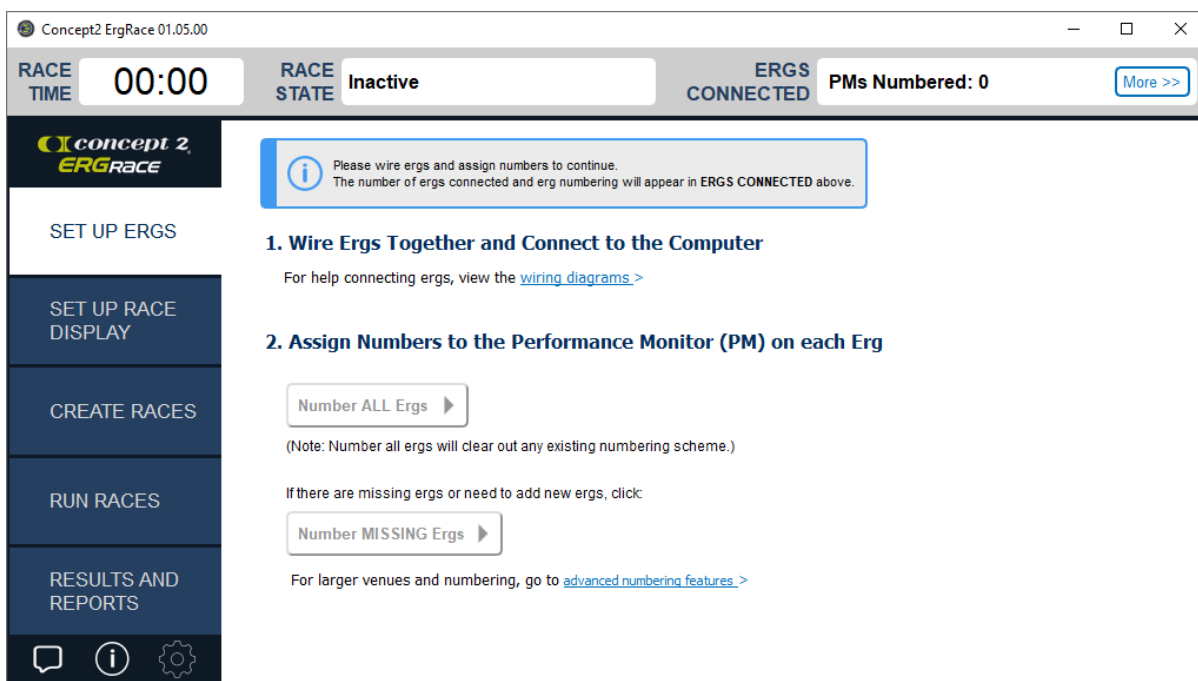 Concept2 ErgRace 01.05.00
RACE TIME
00:00
RACE STATE
Inactive
ERGS CONNECTED
PMs Numbered: 0
More >>
concept 2
ERGRACE
SET UP ERGS
SET UP RACE
DISPLAY
CREATE RACES
RUN RACES
RESULTS AND
REPORTS
Please wire ergs and assign numbers to continue.
The number of ergs connected and erg numbering will appear in ERGS CONNECTED above.
1. Wire Ergs Together and Connect to the Computer
For help connecting ergs, view the wiring diagrams >
2. Assign Numbers to the Performance Monitor (PM) on each Erg
Number ALL Ergs
(Note: Number all ergs will clear out any existing numbering scheme.)
If there are missing ergs or need to add new ergs, click:
Number MISSING Ergs
For larger venues and numbering, go to advanced numbering features >